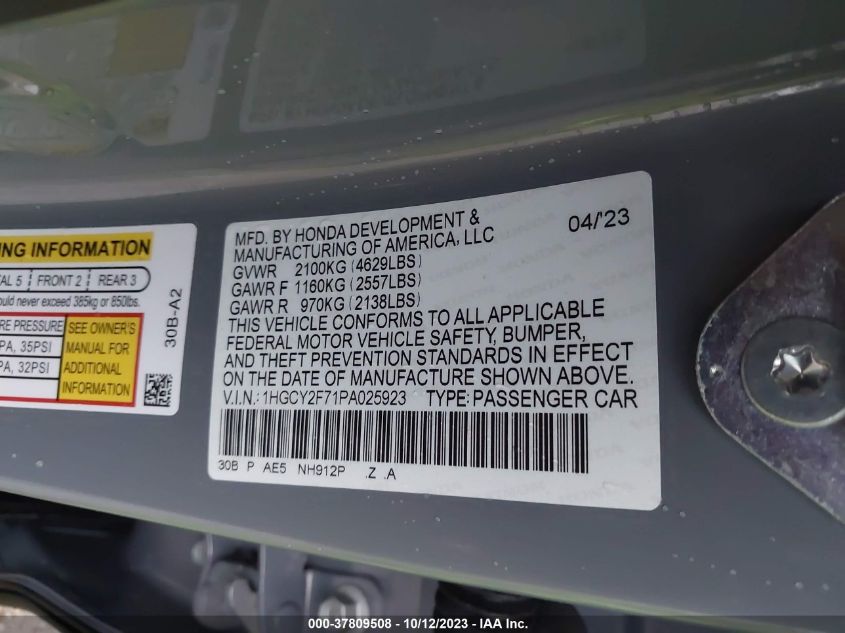 NG INFORMATION
AL 5 FRONT 2 REAR 3
ould never exceed 385kg or 850lbs.
RE PRESSURE
PA, 35PSI
PA, 32PSI
SEE OWNER'S
MANUAL FOR
ADDITIONAL
INFORMATION
30B-A2
MFD. BY HONDA DEVELOPMENT &
MANUFACTURING OF AMERICA, LLC
04/'23
GVWR 2100KG (4629LBS)
GAWR F 1160KG (2557LBS)
GAWR R 970KG (2138LBS)
THIS VEHICLE CONFORMS TO ALL APPLICABLE
FEDERAL MOTOR VEHICLE SAFETY, BUMPER,
AND THEFT PREVENTION STANDARDS IN EFFECT
ON THE DATE OF MANUFACTURE SHOWN ABOVE.
V.I.N.: 1HGCY2F71PA025923 TYPE: PASSENGER CAR
30B P AE5 NH912P .Z .A
000-37809508 - 10/12/2023 - IAA Inc.